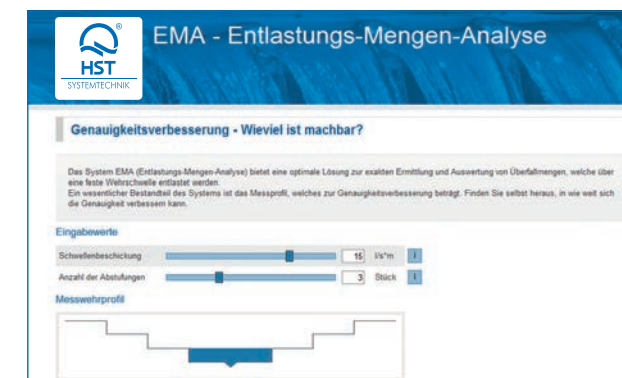 HST
SYSTEMTECHNIK
EMA - Entlastungs-Mengen-Analyse
Genauigkeitsverbesserung - Wieviel ist machbar?
Das System EMA (Entlastungs-Mengen-Analyse) bietet eine optimale Lösung zur exakten Ermittlung und Auswertung von Überfallmengen, welche über
eine feste Wehrschwelle entlastet werden.
Ein wesentlicher Bestandteil des Systems ist das Messprofil, welches zur Genauigkeitsverbesserung beträgt. Finden Sie selbst heraus, in wie weit sich
die Genauigkeit verbessern kann.
Eingabewerte
Schwellenbeschickung 15 l/s*m i
Anzahl der Abstufungen 3 Stück i
Messwehrprofil